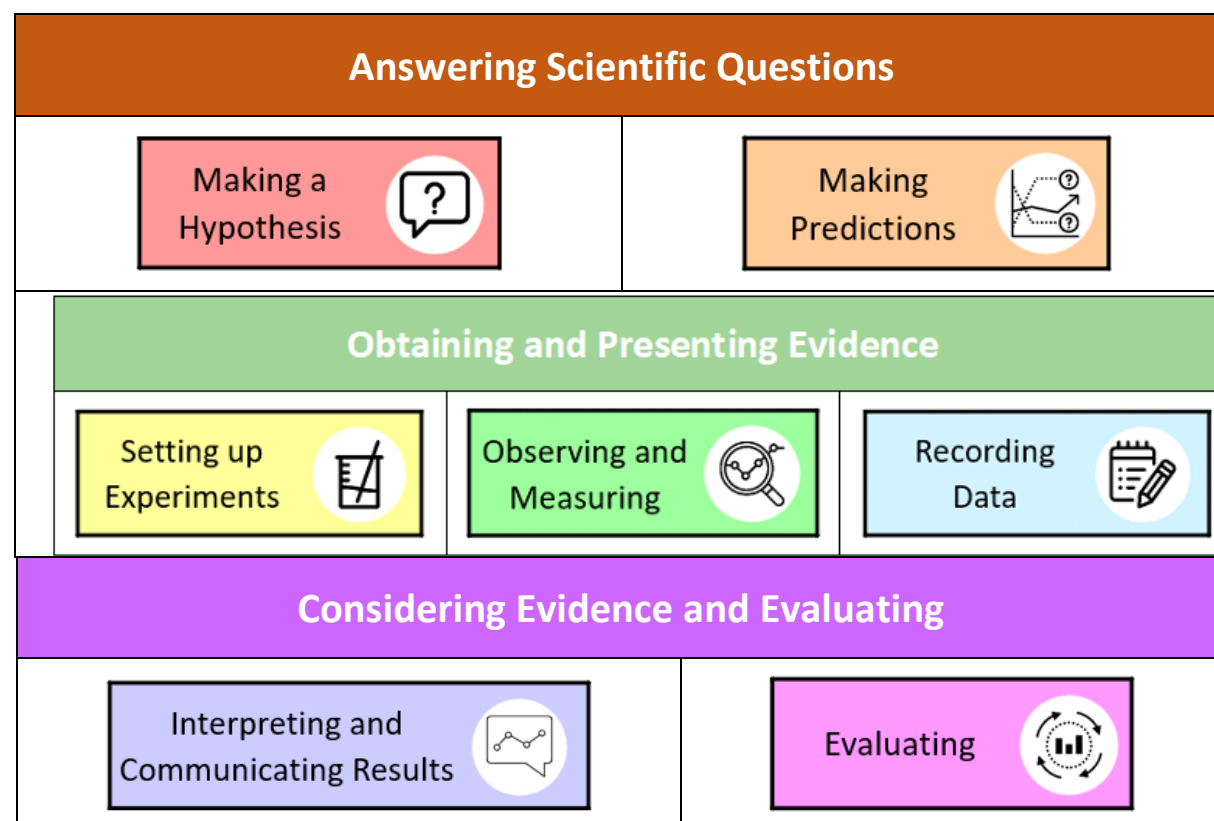 Answering Scientific Questions
Making a
Hypothesis
?
Making
Predictions
?
?
Obtaining and Presenting Evidence
Setting up
Experiments
Observing and
Measuring
Recording
Data
Considering Evidence and Evaluating
Interpreting and
Communicating Results
Evaluating